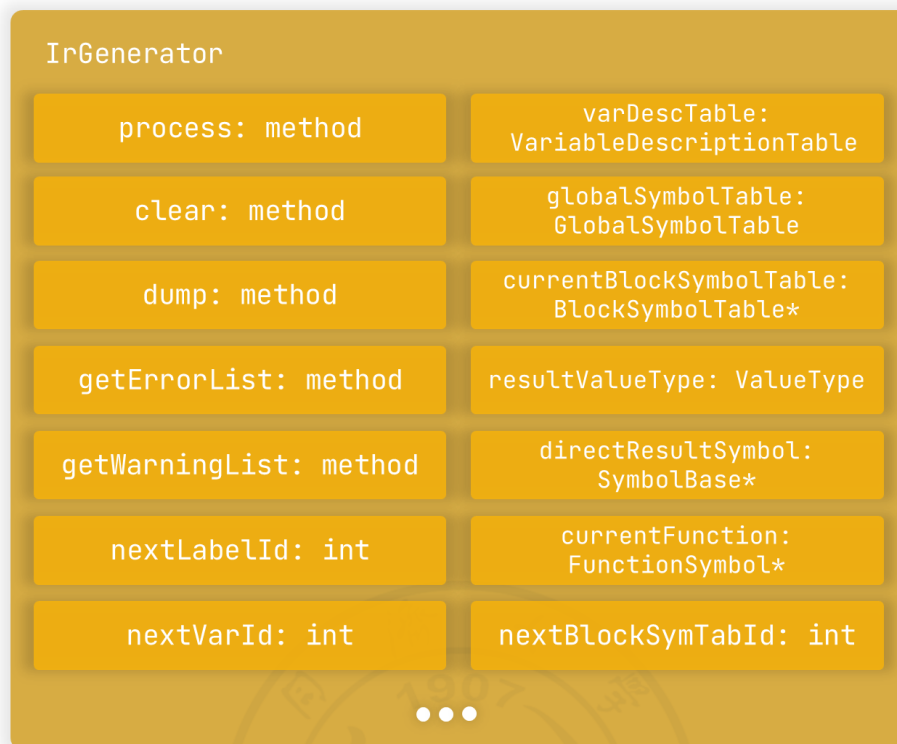 IrGenerator
process: method
varDescTable:
VariableDescriptionTable
clear: method
globalSymbolTable:
GlobalSymbolTable
dump: method
currentBlockSymbolTable:
BlockSymbolTable*
getErrorList: method
resultValueType: ValueType
getWarningList: method
directResultSymbol:
SymbolBase*
nextLabelId: int
currentFunction:
FunctionSymbol*
nextVarId: int
nextBlockSymTabId: int
1907